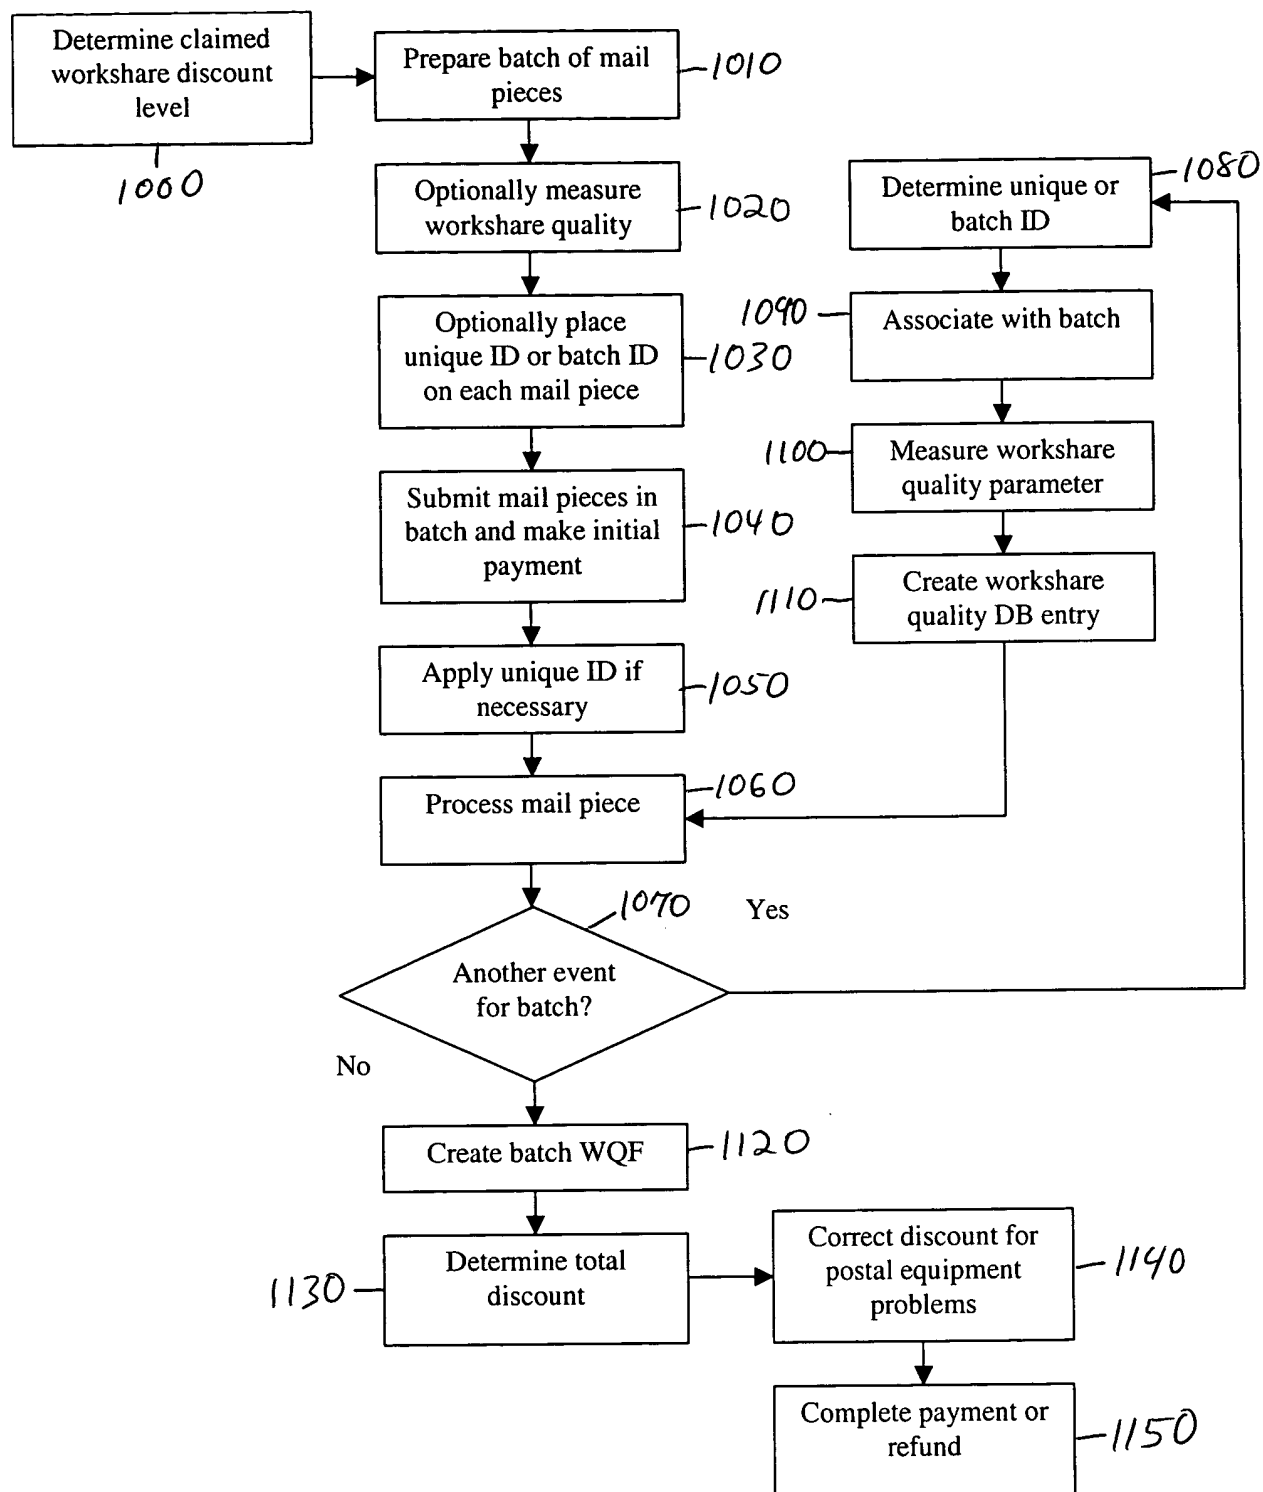 Determine claimed
workshare discount
level
1000
Prepare batch of mail
pieces
1010
Optionally measure
workshare quality
1020
Optionally place
unique ID or batch ID
on each mail piece
1030
Submit mail pieces in
batch and make initial
payment
1040
Apply unique ID if
necessary
1050
Process mail piece
1060
Another event
for batch?
1070
Yes
No
Determine unique or
batch ID
1080
Associate with batch
1090
Measure workshare
quality parameter
1100
Create workshare
quality DB entry
1110
Create batch WQF
1120
Determine total
discount
1130
Correct discount for
postal equipment
problems
1140
Complete payment or
refund
1150